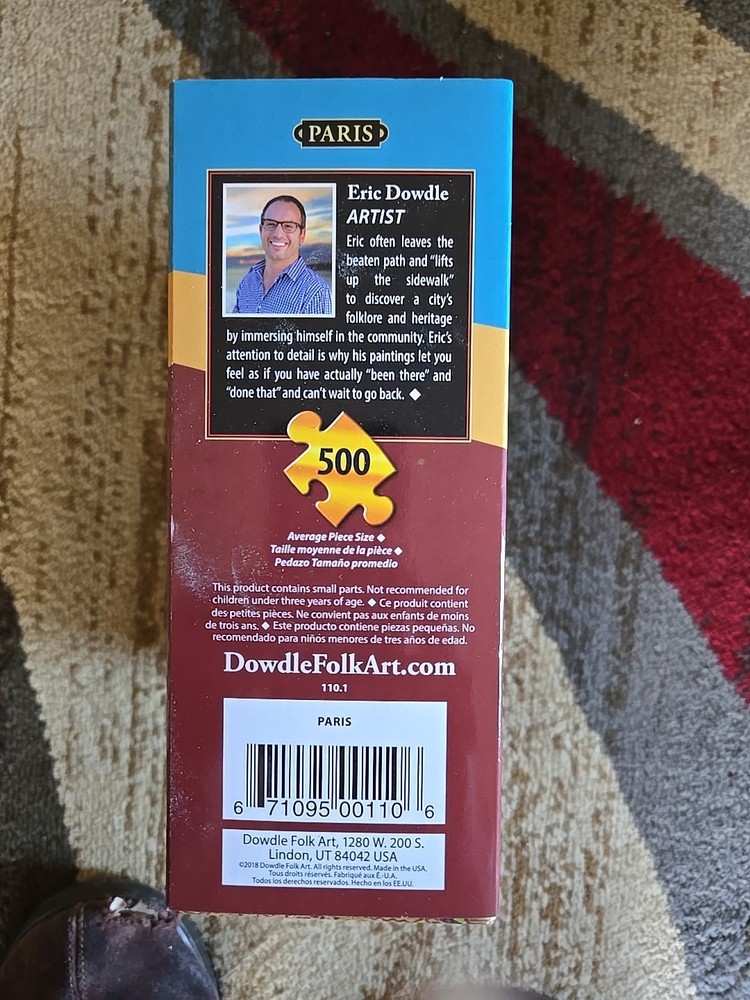 PARIS
Eric Dowdle
ARTIST
Eric often leaves the
beaten path and "lifts
up the sidewalk"
to discover a city's
folklore and heritage
by immersing himself in the community. Eric's
attention to detail is why his paintings let you
feel as if you have actually "been there" and
"done that" and can't wait to go back. ◆
500
Average Piece Size ◆
Taille moyenne de la pièce ◆
Pedazo Tamaño promedio
This product contains small parts. Not recommended for
children under three years of age. ◆ Ce produit contient
des petites pièces. Ne convient pas aux enfants de moins
de trois ans. ◆ Este producto contiene piezas pequeñas. No
recomendado para niños menores de tres años de edad.
DowdleFolkArt.com
110.1
PARIS
6 71095 00110 6
Dowdle Folk Art, 1280 W. 200 S.
Lindon, UT 84042 USA
©2018 Dowdle Folk Art. All rights reserved. Made in the USA.
Tous droits réservés. Fabriqué aux É.-U.A.
Todos los derechos reservados. Hecho en los EE.UU.